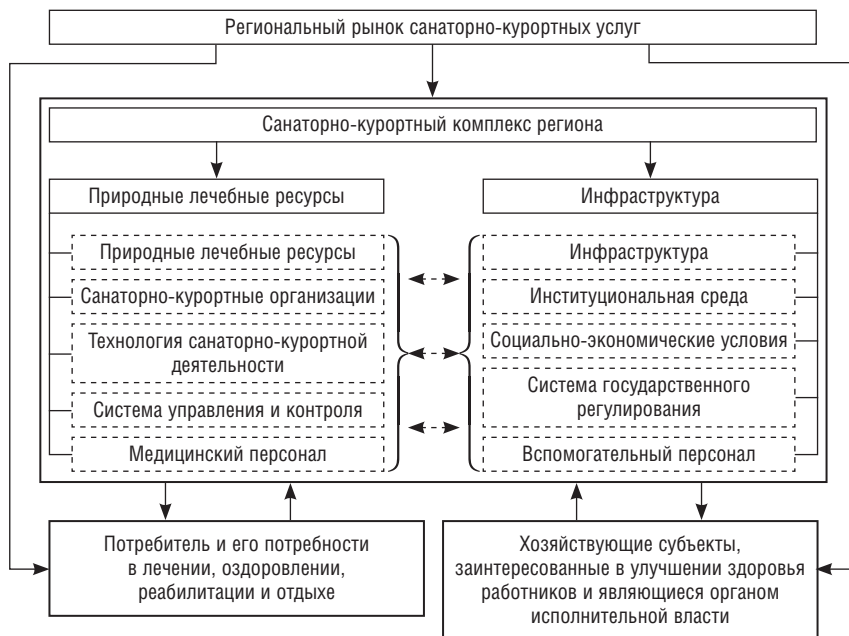 Региональный рынок санаторно-курортных услуг
Санаторно-курортный комплекс региона
Природные лечебные ресурсы
Инфраструктура
Природные лечебные ресурсы
Санаторно-курортные организации
Технология санаторно-курортной
деятельности
Система управления и контроля
Медицинский персонал
Инфраструктура
Институциональная среда
Социально-экономические условия
Система государственного
регулирования
Вспомогательный персонал
Потребитель и его потребности
в лечении, оздоровлении,
реабилитации и отдыхе
Хозяйствующие субъекты,
заинтересованные в улучшении здоровья
работников и являющиеся органом
исполнительной власти